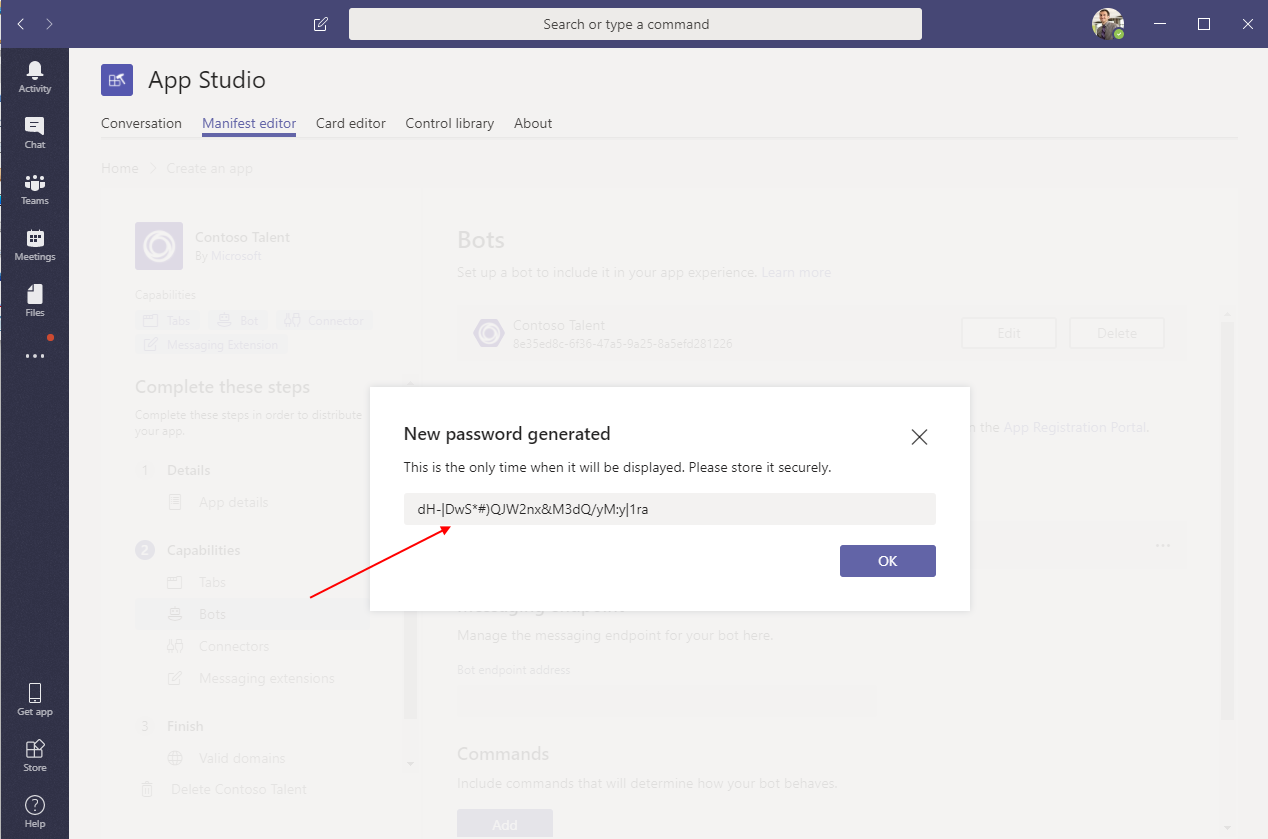 Search or type a command
Activity
Chat
Teams
Meetings
Files
Get app
Store
Help
App Studio
Conversation
Manifest editor
Card editor
Control library
About
Home
Create an app
Contoso Talent
By Microsoft
Capabilities
Tabs
Bot
Connector
Messaging Extension
Complete these steps
Complete these steps in order to distribute
your app.
1 Details
App details
2 Capabilities
Tabs
Bots
Connectors
Messaging extensions
3 Finish
Valid domains
Delete Contoso Talent
Bots
Set up a bot to include it in your app experience. Learn more
Contoso Talent
8e35ed8c-6f36-47a5-9a25-8a5efd281226
Edit
Delete
the App Registration Portal.
New password generated
This is the only time when it will be displayed. Please store it securely.
dH-|DwS*#)QJW2nx&M3dQ/yM:y|1ra
OK
Messaging endpoint
Manage the messaging endpoint for your bot here.
Bot endpoint address
Commands
Include commands that will determine how your bot behaves.
Add